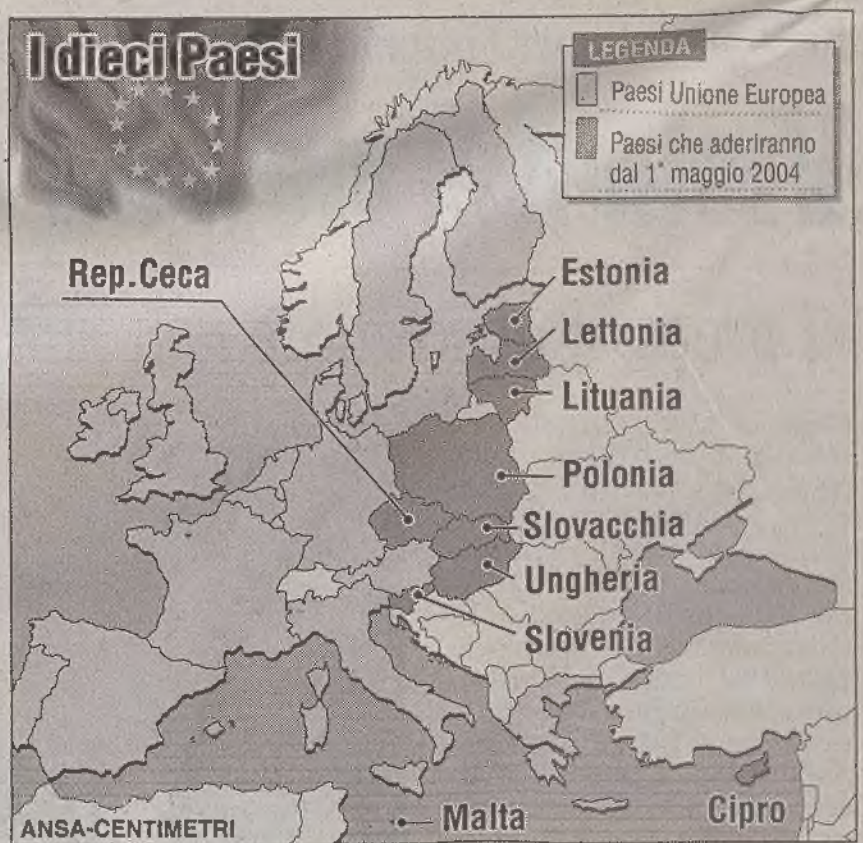 I dieci Paesi
LEGENDA
Paesi Unione Europea
Paesi che aderiranno
dal 1° maggio 2004
Rep.Ceca
Estonia
Lettonia
Lituania
Polonia
Slovacchia
Ungheria
Slovenia
Malta
Cipro
ANSA-CENTIMETRI